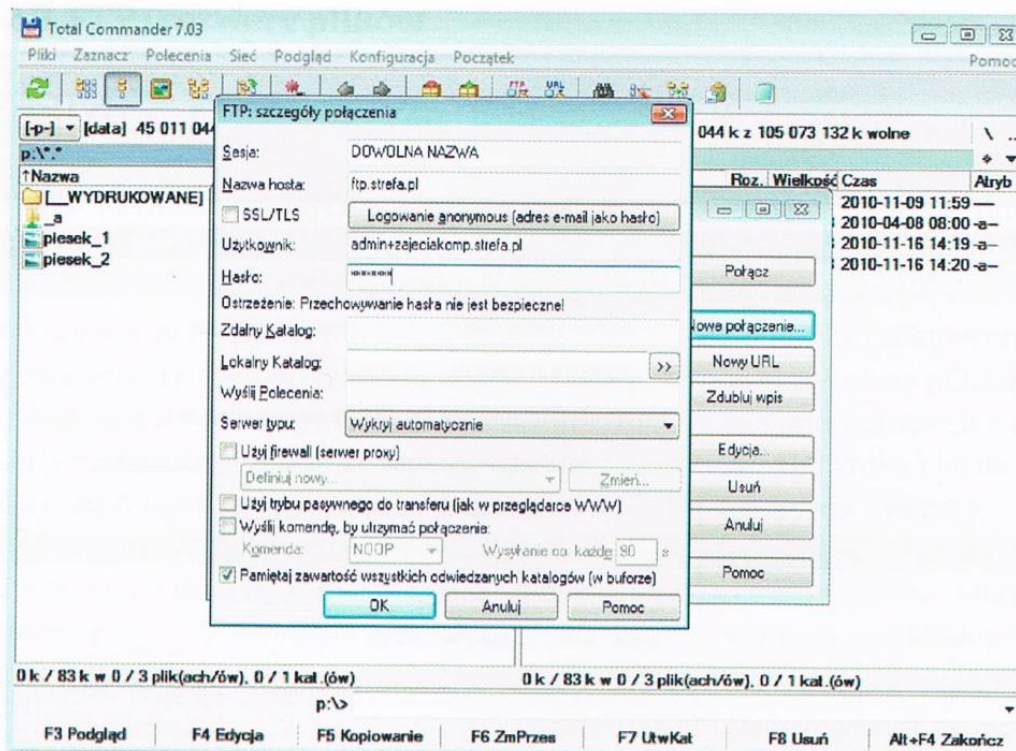 Total Commander 7.03
Pliki Zaznacz Polecenia Sieć Podgląd Konfiguracja Początek Pomoc
FTP URL
[-p-] [data] 45 011 044
044 k z 105 073 132 k wolne \ ..
p:\*.*
↑Nazwa
Roz. Wielkość Czas Atryb
[__WYDRUKOWANE]
2010-11-09 11:59 ----
_a
2010-04-08 08:00 -a--
piesek_1
2010-11-16 14:19 -a--
piesek_2
2010-11-16 14:20 -a--
FTP: szczegóły połączenia
Sesja: DOWOLNA NAZWA
Nazwa hosta: ftp.strefa.pl
SSL/TLS Logowanie anonymous (adres e-mail jako hasło)
Użytkownik: admin+zajeciakomp.strefa.pl
Hasło: ********
Ostrzeżenie: Przechowywanie hasła nie jest bezpieczne!
Zdalny Katalog:
Lokalny Katalog: >>
Wyślij Polecenia:
Serwer typu: Wykryj automatycznie
Użyj firewall (serwer proxy)
Definiuj nowy... Zmień...
Użyj trybu pasywnego do transferu (jak w przeglądarce WWW)
Wyślij komendę, by utrzymać połączenie:
Komenda: NOOP Wysyłanie co każde 90 s
Pamiętaj zawartość wszystkich odwiedzanych katalogów (w buforze)
OK Anuluj Pomoc
Połącz
Nowe połączenie...
Nowy URL
Zdubluj wpis
Edycja...
Usuń
Anuluj
Pomoc
0 k / 83 k w 0 / 3 plik(ach/ów), 0 / 1 kat.(ów)
0 k / 83 k w 0 / 3 plik(ach/ów), 0 / 1 kat.(ów)
p:\>
F3 Podgląd F4 Edycja F5 Kopiowanie F6 ZmPrzes F7 UtwKat F8 Usuń Alt+F4 Zakończ